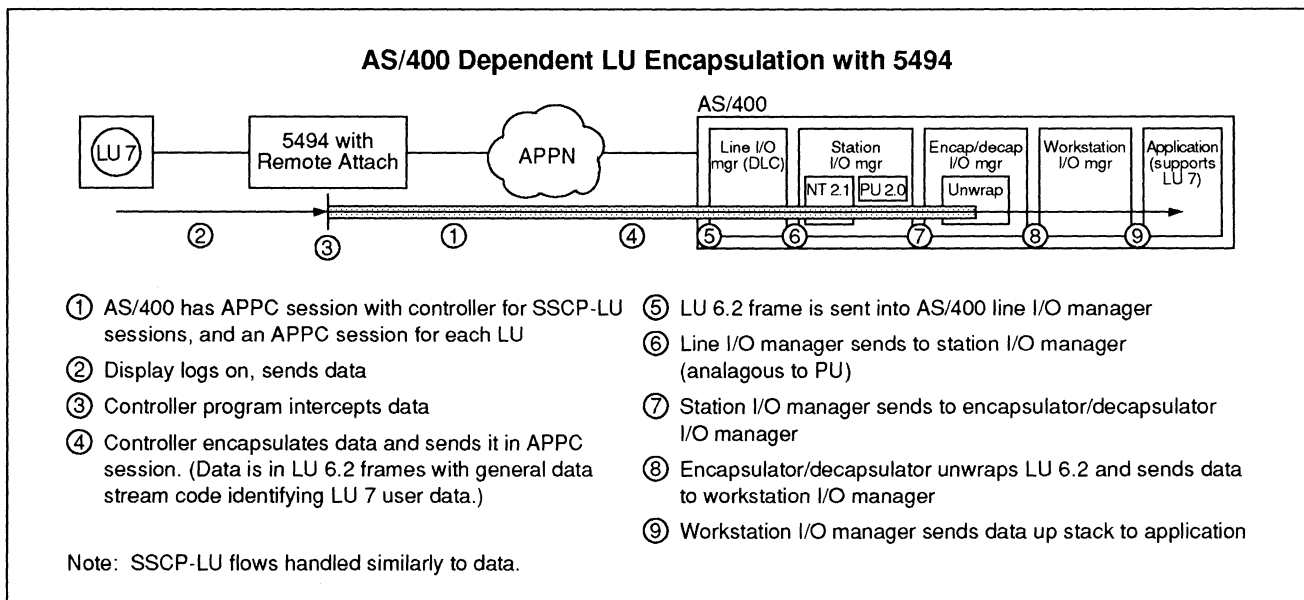 AS/400 Dependent LU Encapsulation with 5494
AS/400
LU 7
5494 with
Remote Attach
APPN
Line I/O
mgr (DLC)
Station
I/O mgr
NT 2.1
PU 2.0
Encap/decap
I/O mgr
Unwrap
Workstation
I/O mgr
Application
(supports
LU 7)
2
3
1
4
5
6
7
8
9
1 AS/400 has APPC session with controller for SSCP-LU
sessions, and an APPC session for each LU
2 Display logs on, sends data
3 Controller program intercepts data
4 Controller encapsulates data and sends it in APPC
session. (Data is in LU 6.2 frames with general data
stream code identifying LU 7 user data.)
5 LU 6.2 frame is sent into AS/400 line I/O manager
6 Line I/O manager sends to station I/O manager
(analagous to PU)
7 Station I/O manager sends to encapsulator/decapsulator
I/O manager
8 Encapsulator/decapsulator unwraps LU 6.2 and sends data
to workstation I/O manager
9 Workstation I/O manager sends data up stack to application
Note: SSCP-LU flows handled similarly to data.